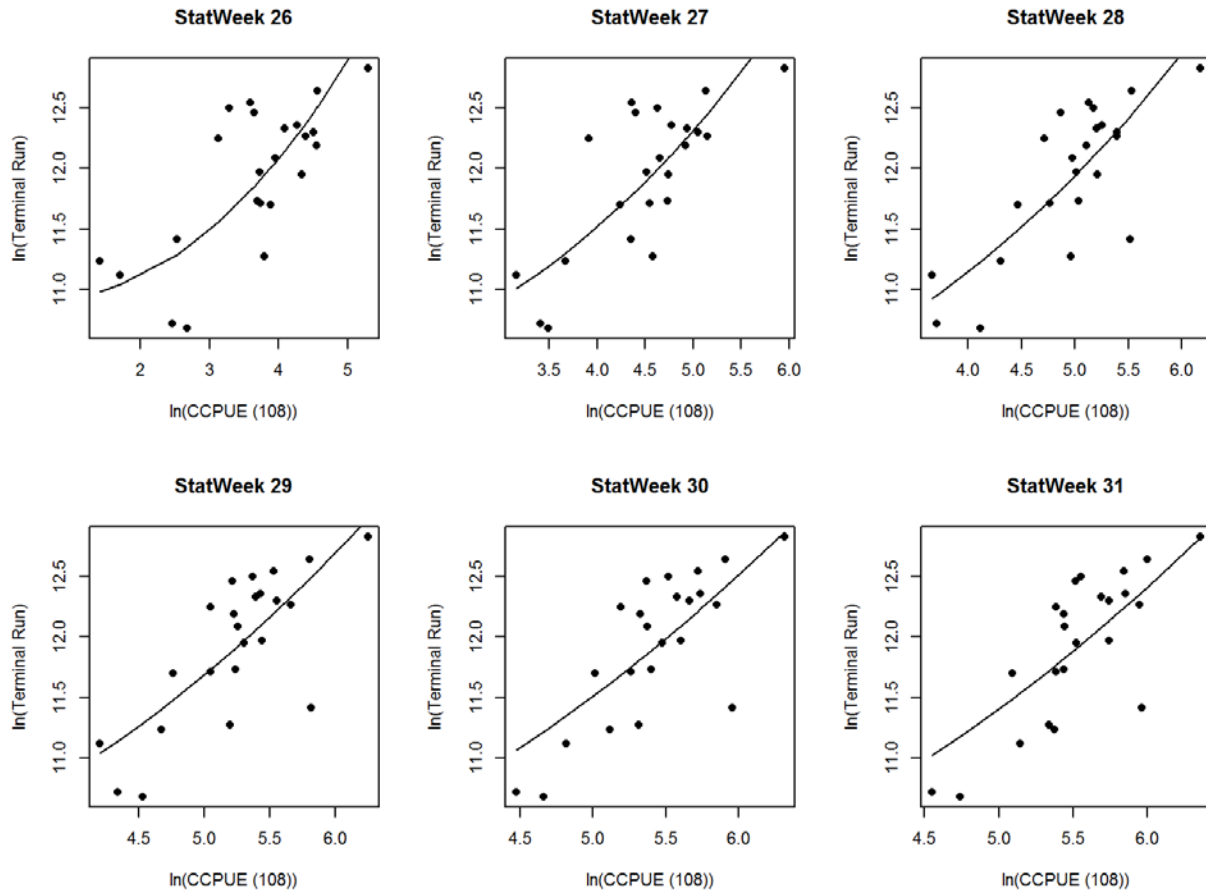 StatWeek 26
ln(Terminal Run)
12.5
12.0
11.5
11.0
2 3 4 5
ln(CCPUE (108))
StatWeek 27
ln(Terminal Run)
12.5
12.0
11.5
11.0
3.5 4.0 4.5 5.0 5.5 6.0
ln(CCPUE (108))
StatWeek 28
ln(Terminal Run)
12.5
12.0
11.5
11.0
4.0 4.5 5.0 5.5 6.0
ln(CCPUE (108))
StatWeek 29
ln(Terminal Run)
12.5
12.0
11.5
11.0
4.5 5.0 5.5 6.0
ln(CCPUE (108))
StatWeek 30
ln(Terminal Run)
12.5
12.0
11.5
11.0
4.5 5.0 5.5 6.0
ln(CCPUE (108))
StatWeek 31
ln(Terminal Run)
12.5
12.0
11.5
11.0
4.5 5.0 5.5 6.0
ln(CCPUE (108))